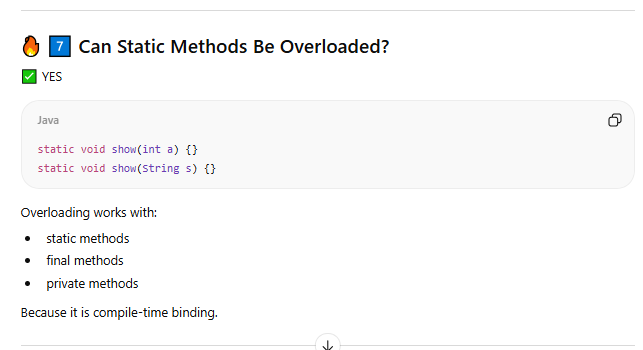 🔥 7️⃣ Can Static Methods Be Overloaded?
✅ YES
Java
static void show(int a) {}
static void show(String s) {}
Overloading works with:
• static methods
• final methods
• private methods
Because it is compile-time binding.